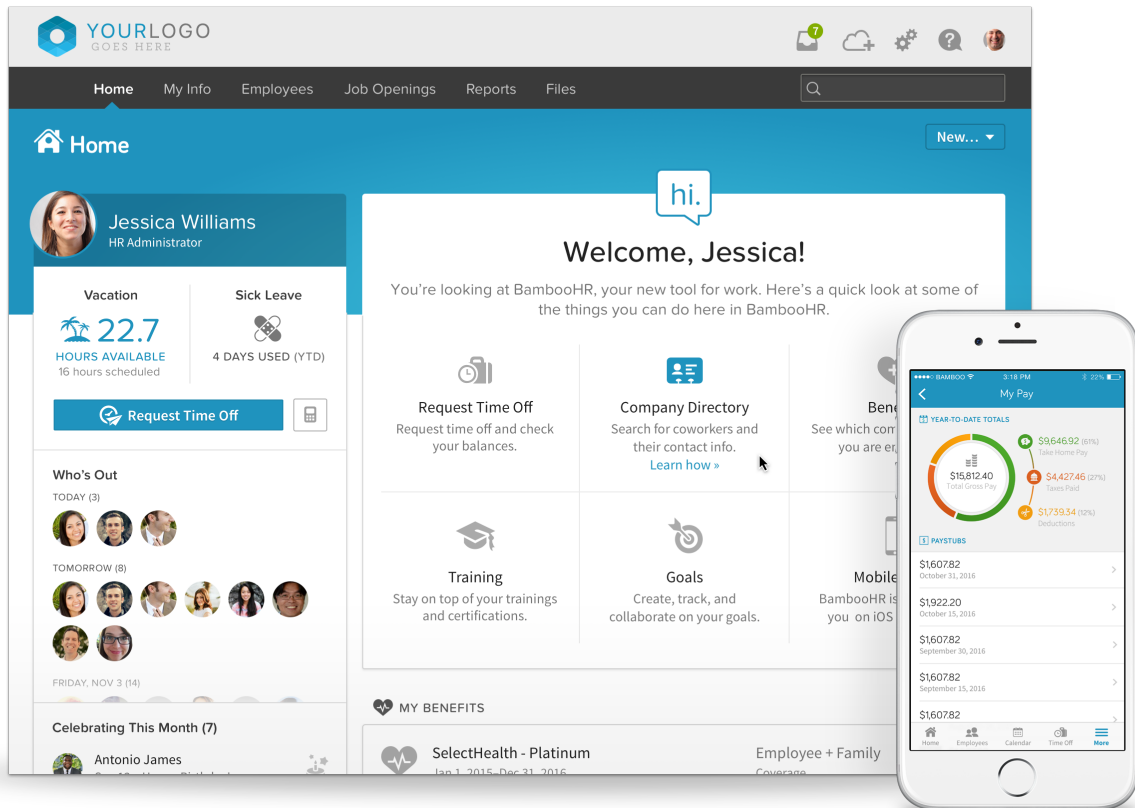 YOURLOGO
GOES HERE
7
Home My Info Employees Job Openings Reports Files
Home
New...
Jessica Williams
HR Administrator
Vacation
22.7
HOURS AVAILABLE
16 hours scheduled
Sick Leave
4 DAYS USED (YTD)
Request Time Off
Who's Out
TODAY (3)
TOMORROW (8)
FRIDAY, NOV 3 (14)
Celebrating This Month (7)
Antonio James
hi.
Welcome, Jessica!
You're looking at BambooHR, your new tool for work. Here's a quick look at some of
the things you can do here in BambooHR.
Request Time Off
Request time off and check
your balances.
Company Directory
Search for coworkers and
their contact info.
Learn how »
See which
you are
Training
Stay on top of your trainings
and certifications.
Goals
Create, track, and
collaborate on your goals.
Mobile
BambooHR is
you on iOS
MY BENEFITS
SelectHealth - Platinum
Jan 1, 2015–Dec 31, 2016
Employee + Family
Coverage
BAMBOO 3:18 PM 22%
My Pay
YEAR-TO-DATE TOTALS
$15,812.40
Total Gross Pay
$9,646.92 (61%)
Take Home Pay
$4,427.46 (27%)
Taxes Paid
$1,739.34 (12%)
Deductions
PAYSTUBS
$1,607.82
October 31, 2016
$1,922.20
October 15, 2016
$1,607.82
September 30, 2016
$1,607.82
September 15, 2016
$1,607.82
Home Employees Calendar Time Off More